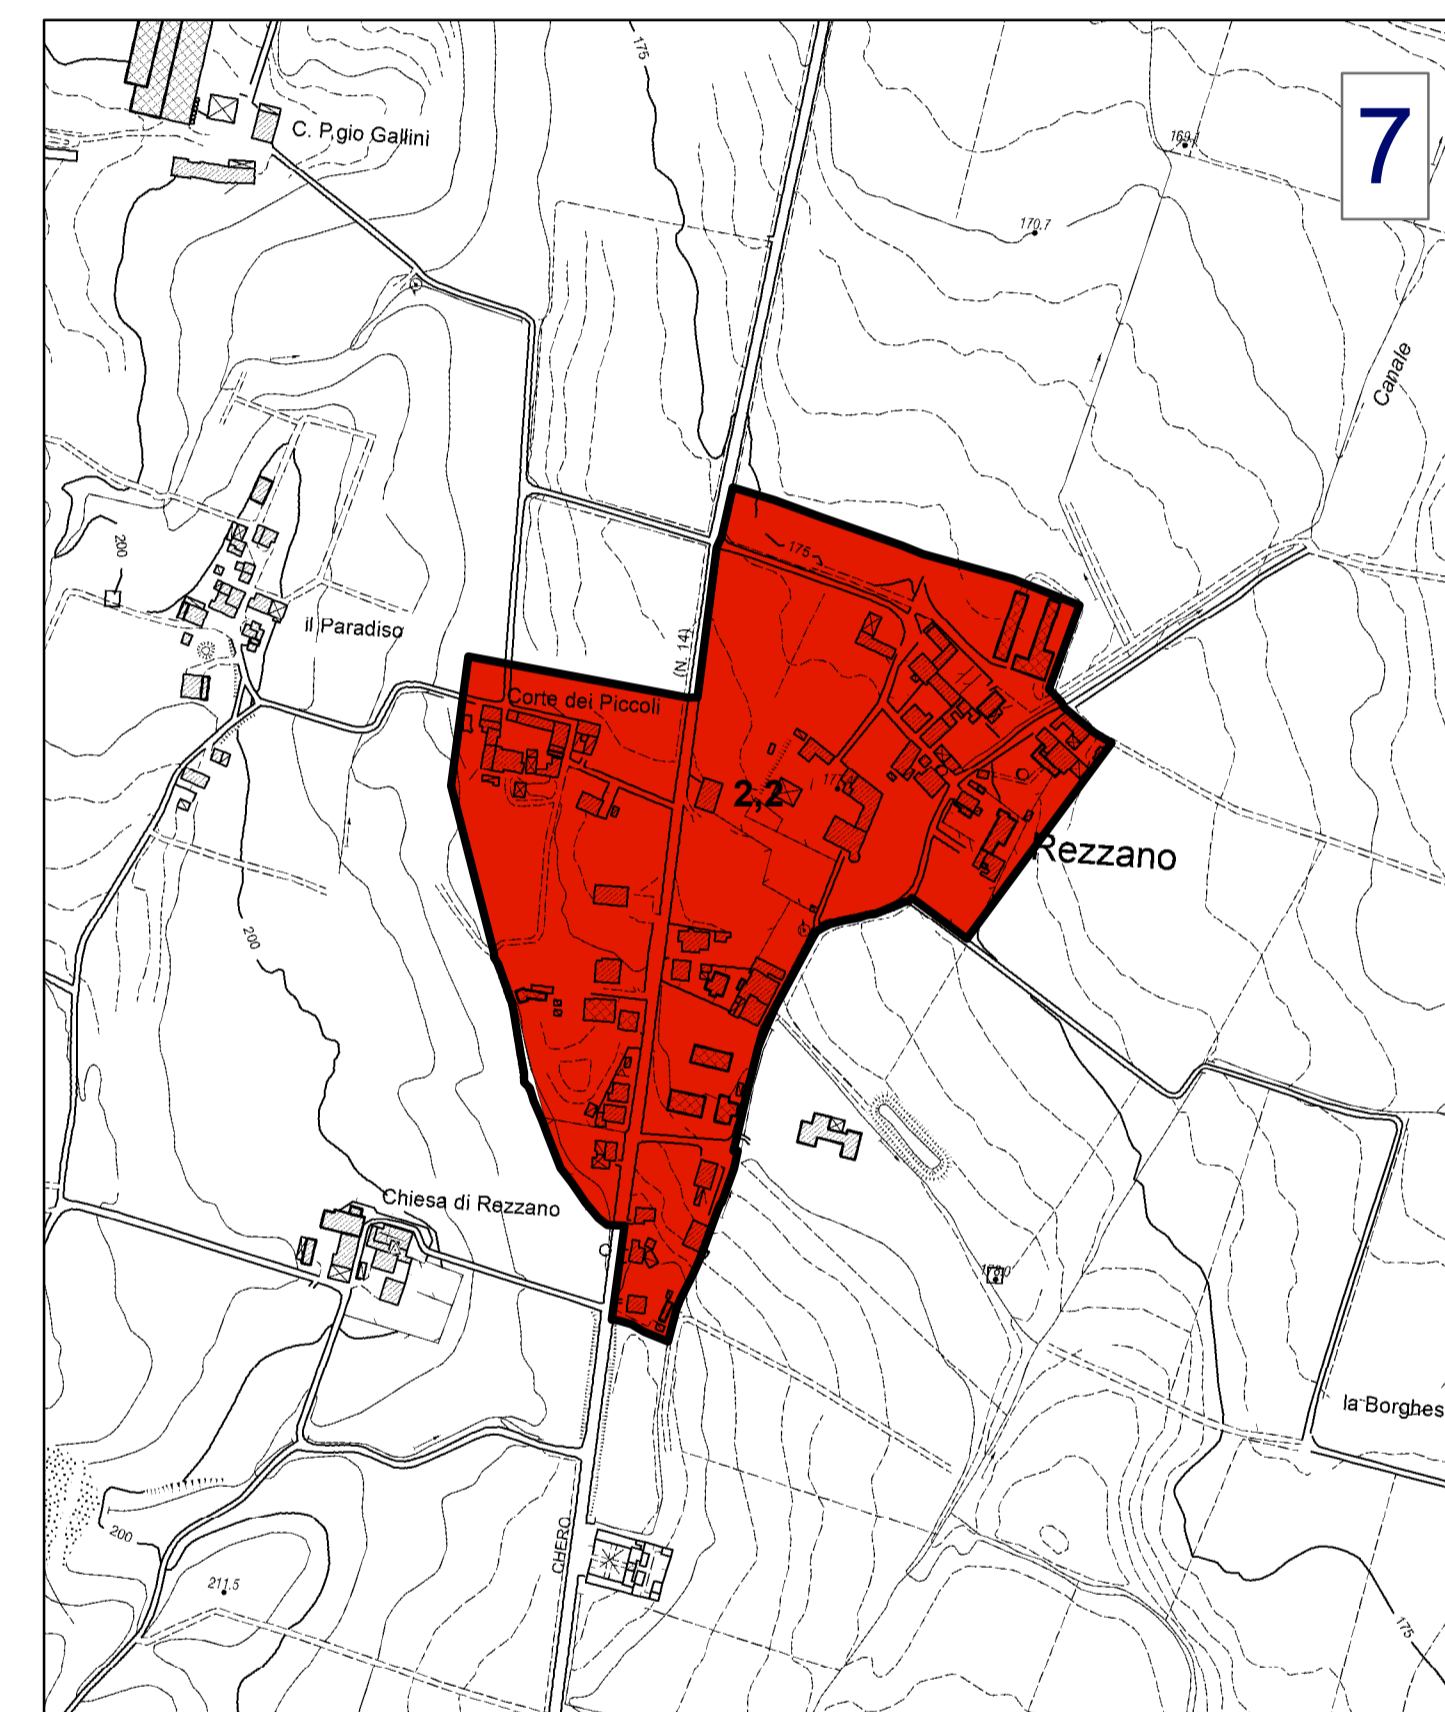 175
7
C. P.gio Gallini
169.1
170.7
Canale
175
200
il Paradiso
(N. 14)
Corte dei Piccoli
2,2
Rezzano
200
Chiesa di Rezzano
la Borghes
CHERO
200
211.5
175